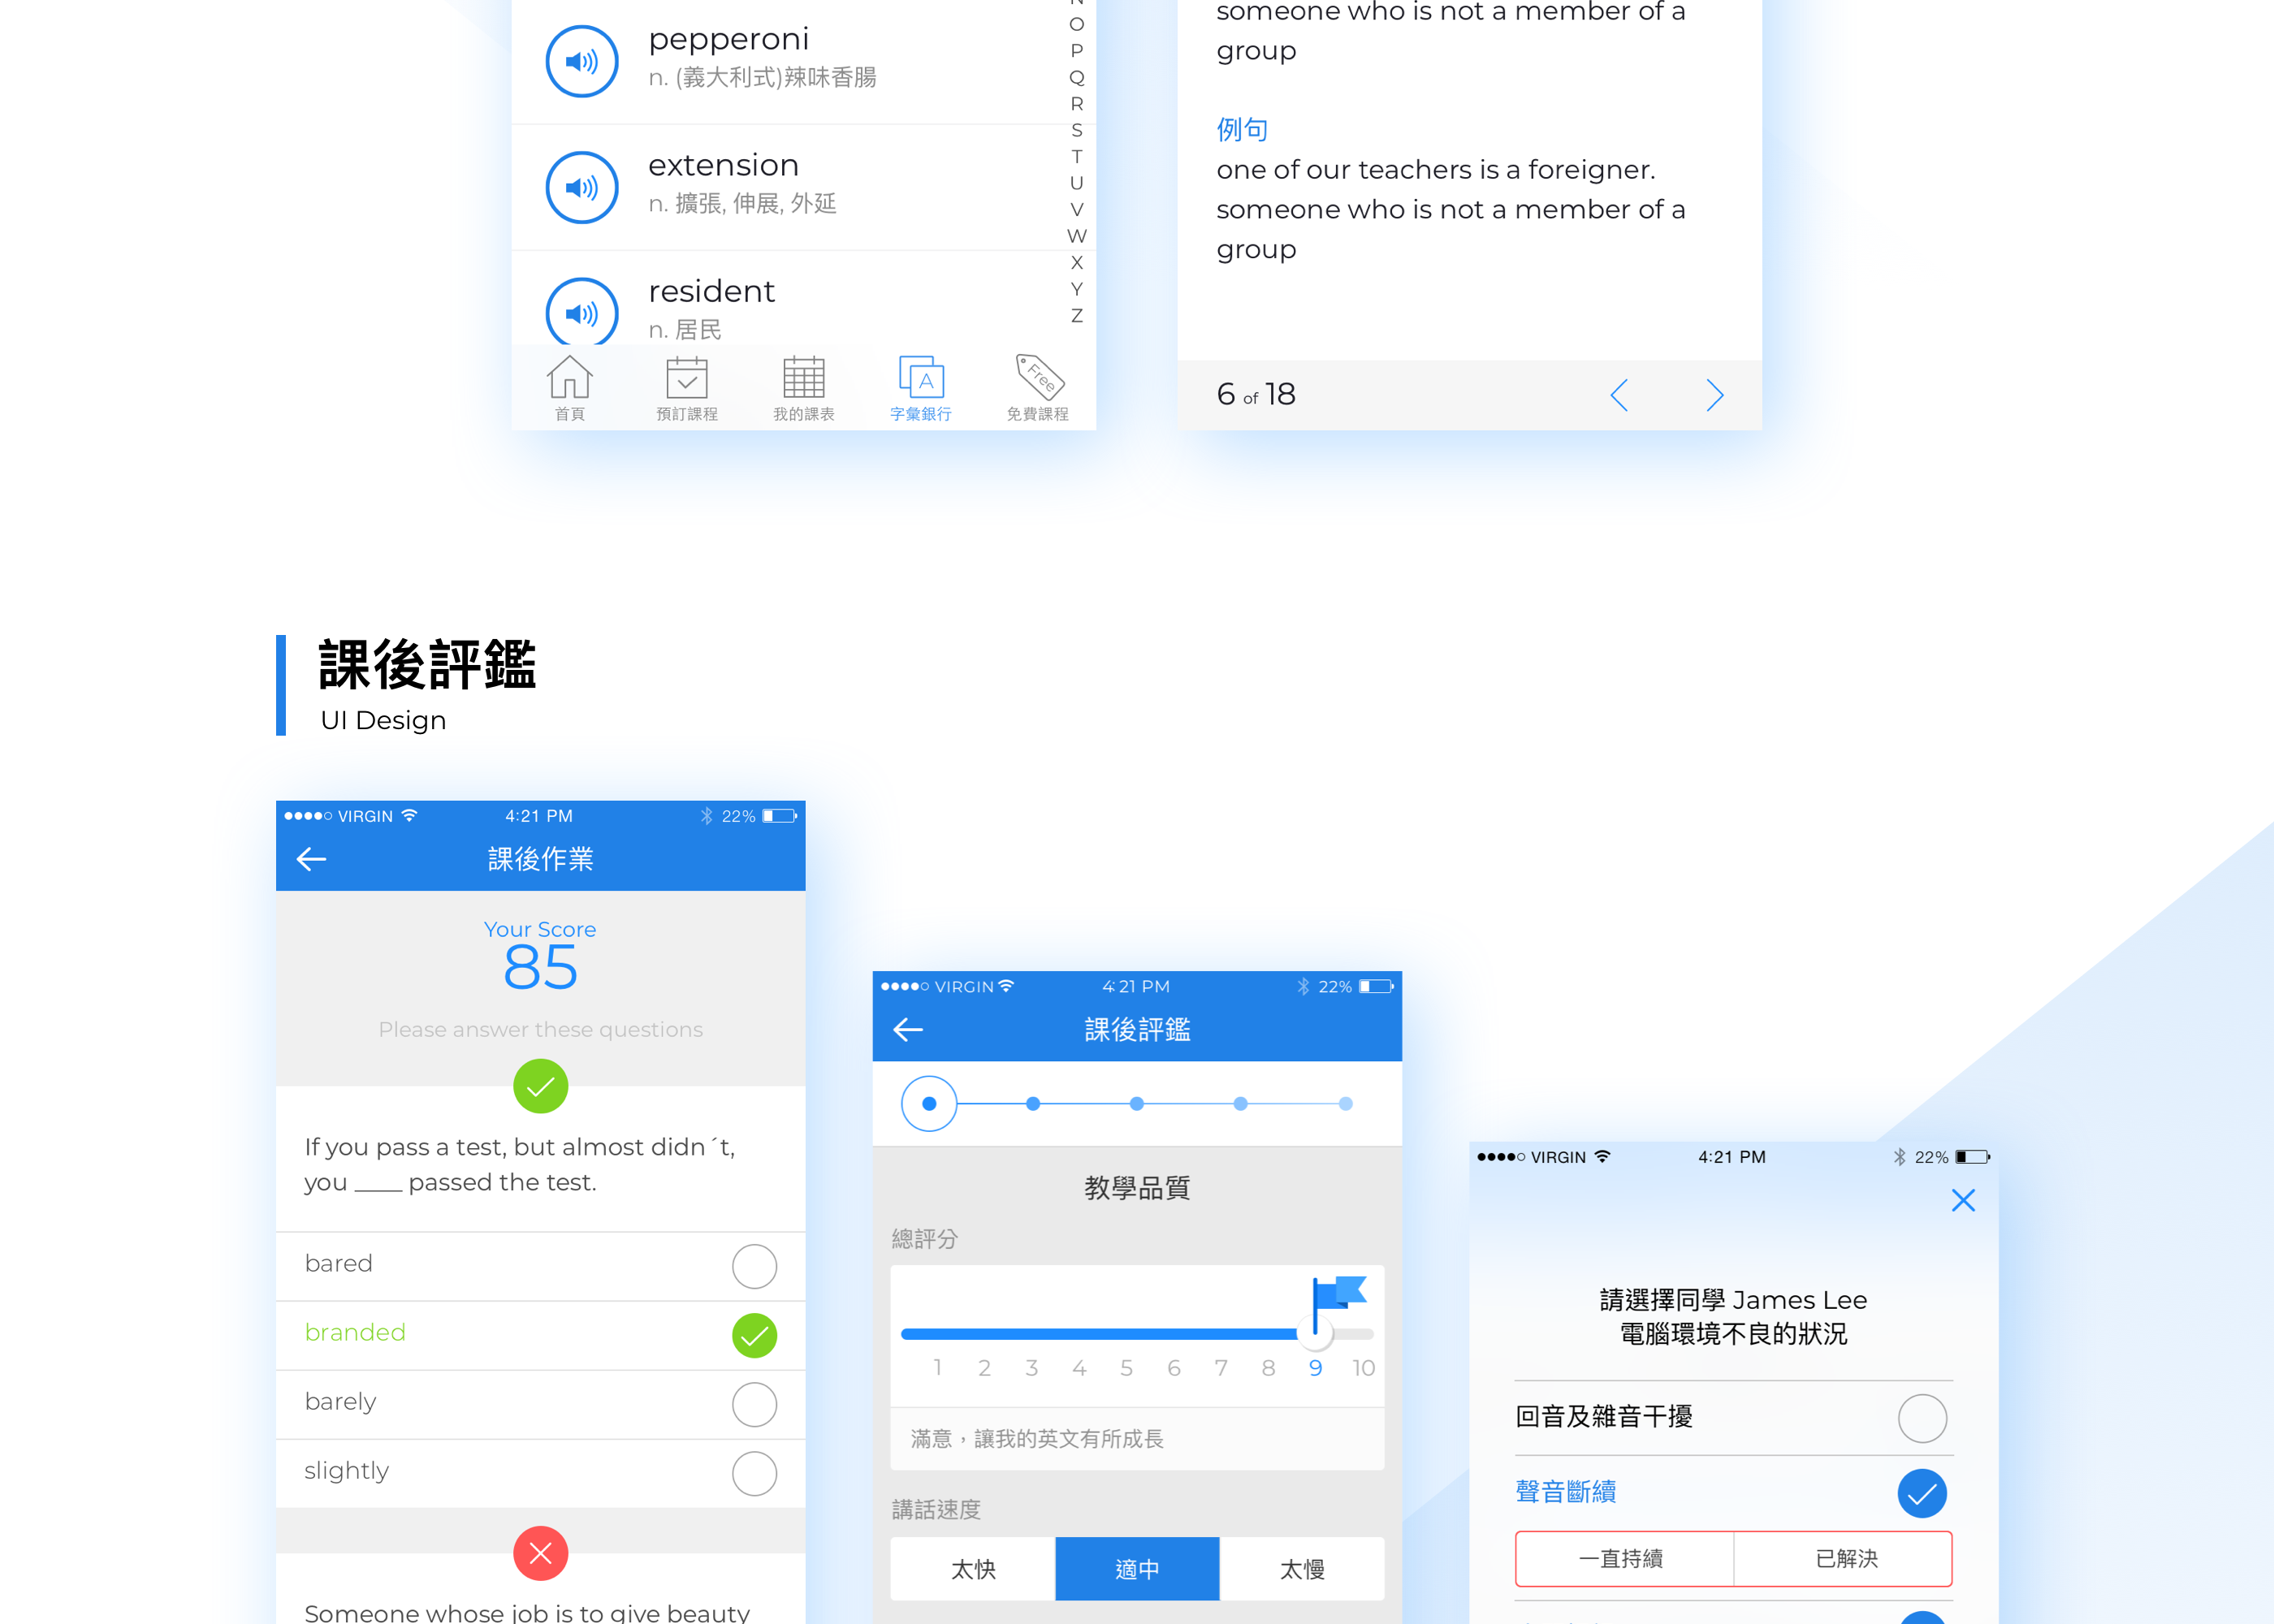 pepperoni
n. (義大利式)辣味香腸
extension
n. 擴張, 伸展, 外延
resident
n. 居民
O
P
Q
R
S
T
U
V
W
X
Y
Z
首頁
預訂課程
我的課表
A
字彙銀行
Free
免費課程
someone who is not a member of a
group
例句
one of our teachers is a foreigner.
someone who is not a member of a
group
6 of 18
課後評鑑
UI Design
VIRGIN 4:21 PM 22%
課後作業
Your Score
85
Please answer these questions
If you pass a test, but almost didn´t,
you ____ passed the test.
bared
branded
barely
slightly
Someone whose job is to give beauty
VIRGIN 4:21 PM 22%
課後評鑑
教學品質
總評分
1 2 3 4 5 6 7 8 9 10
滿意，讓我的英文有所成長
講話速度
太快 適中 太慢
VIRGIN 4:21 PM 22%
請選擇同學 James Lee
電腦環境不良的狀況
回音及雜音干擾
聲音斷續
一直持續 已解決